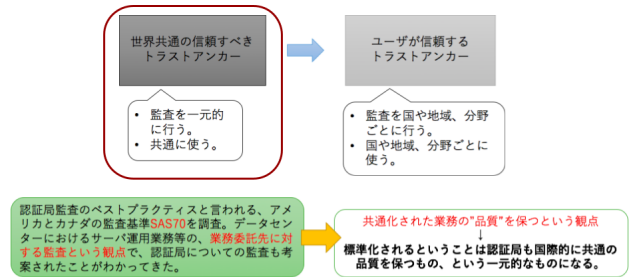 世界共通の信頼すべき
トラストアンカー
ユーザが信頼する
トラストアンカー
• 監査を一元的
に行う。
• 共通に使う。
• 監査を国や地域、分野
ごとに行う。
• 国や地域、分野ごとに
使う。
認証局監査のベストプラクティスと言われる、アメ
リカとカナダの監査基準SAS70を調査。データセン
ターにおけるサーバ運用業務等の、業務委託先に対
する監査という観点で、認証局についての監査も考
案されたことがわかってきた。
共通化された業務の"品質"を保つという観点
↓
標準化されるということは認証局も国際的に共通の
品質を保つもの、という一元的なものになる。